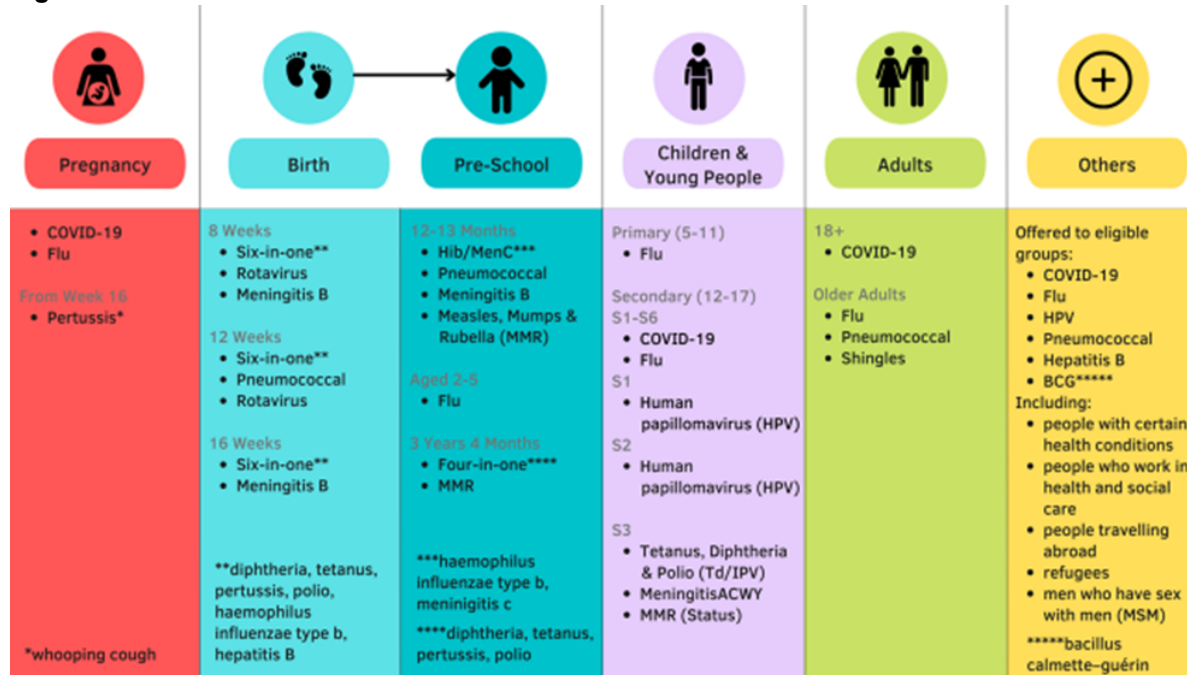 Pregnancy
Birth
Pre-School
Children &
Young People
Adults
Others
• COVID-19
• Flu
From Week 16
• Pertussis*
*whooping cough
8 Weeks
• Six-in-one**
• Rotavirus
• Meningitis B
12 Weeks
• Six-in-one**
• Pneumococcal
• Rotavirus
16 Weeks
• Six-in-one**
• Meningitis B
**diphtheria, tetanus,
pertussis, polio,
haemophilus
influenzae type b,
hepatitis B
12-13 Months
• Hib/MenC***
• Pneumococcal
• Meningitis B
• Measles, Mumps &
Rubella (MMR)
Aged 2-5
• Flu
3 Years 4 Months
• Four-in-one****
• MMR
***haemophilus
influenzae type b,
meninigitis c
****diphtheria, tetanus,
pertussis, polio
Primary (5-11)
• Flu
Secondary (12-17)
S1-S6
• COVID-19
• Flu
S1
• Human
papillomavirus (HPV)
S2
• Human
papillomavirus (HPV)
S3
• Tetanus, Diphtheria
& Polio (Td/IPV)
• MeningitisACWY
• MMR (Status)
18+
• COVID-19
Older Adults
• Flu
• Pneumococcal
• Shingles
Offered to eligible
groups:
• COVID-19
• Flu
• HPV
• Pneumococcal
• Hepatitis B
• BCG*****
Including:
• people with certain
health conditions
• people who work in
health and social
care
• people travelling
abroad
• refugees
• men who have sex
with men (MSM)
*****bacillus
calmette–guérin